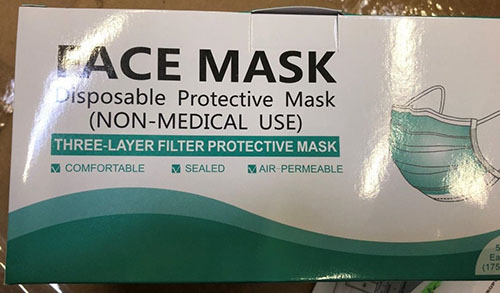 FACE MASK
Disposable Protective Mask
(NON-MEDICAL USE)
THREE-LAYER FILTER PROTECTIVE MASK
COMFORTABLE SEALED AIR-PERMEABLE